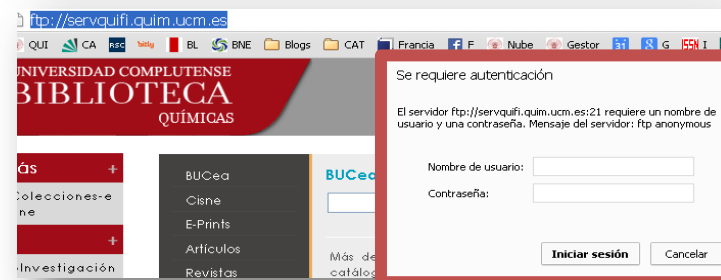 ftp://servquifi.quim.ucm.es
QUI CA RSC bitly BL BNE Blogs CAT Francia F Nube Gestor 31 G I
UNIVERSIDAD COMPLUTENSE
BIBLIOTECA
QUÍMICAS
ás +
Colecciones-e
ne
+
Investigación
BUCea
Cisne
E-Prints
Artículos
Revistas
BUCea
Más de
catálog
Se requiere autenticación
El servidor ftp://servquifi.quim.ucm.es:21 requiere un nombre de
usuario y una contraseña. Mensaje del servidor: ftp anonymous
Nombre de usuario:
Contraseña:
Iniciar sesión Cancelar